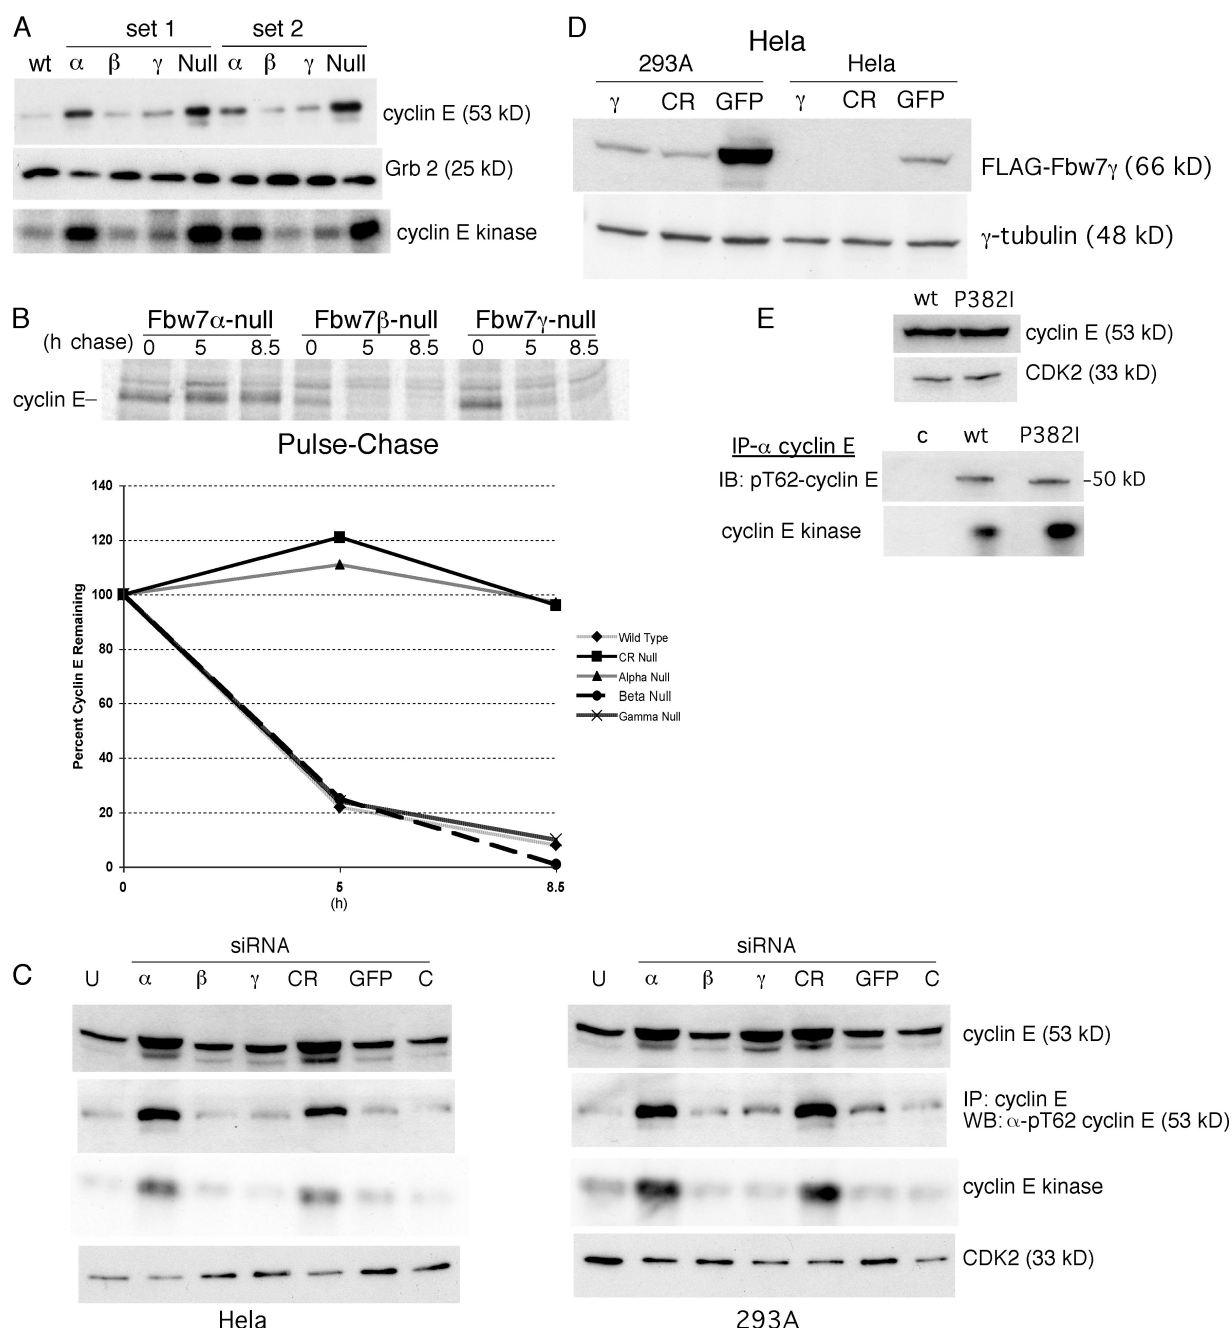 A
set 1 set 2
wt α β γ Null α β γ Null
cyclin E (53 kD)
Grb 2 (25 kD)
cyclin E kinase
D
Hela
293A Hela
γ CR GFP γ CR GFP
FLAG-Fbw7γ (66 kD)
γ-tubulin (48 kD)
B
Fbw7α-null Fbw7β-null Fbw7γ-null
(h chase) 0 5 8.5 0 5 8.5 0 5 8.5
cyclin E–
Pulse-Chase
Percent Cyclin E Remaining
140
120
100
80
60
40
20
0
0 5 8.5
(h)
Wild Type
CR Null
Alpha Null
Beta Null
Gamma Null
E
wt P382I
cyclin E (53 kD)
CDK2 (33 kD)
IP-α cyclin E
c wt P382I
IB: pT62-cyclin E
-50 kD
cyclin E kinase
C
siRNA
U α β γ CR GFP C
Hela
siRNA
U α β γ CR GFP C
cyclin E (53 kD)
IP: cyclin E
WB: α-pT62 cyclin E (53 kD)
cyclin E kinase
CDK2 (33 kD)
293A